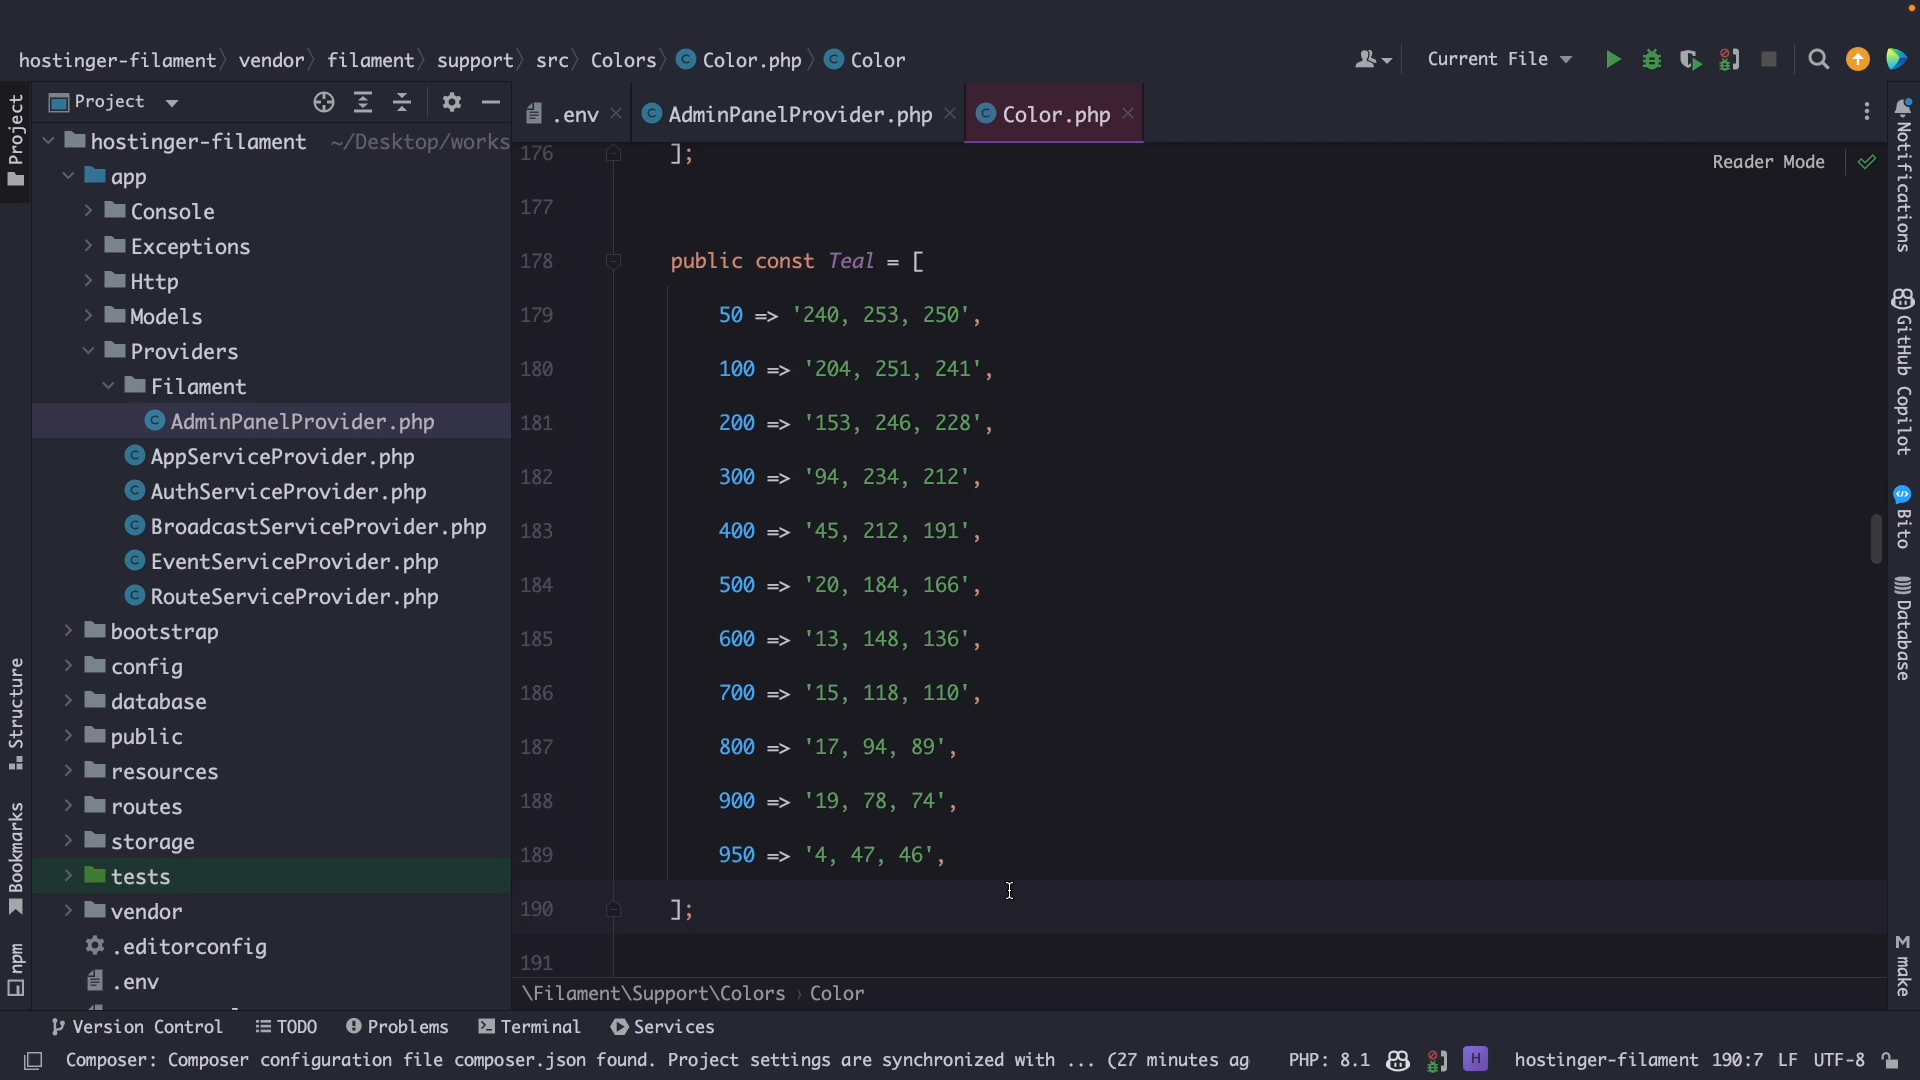 hostinger-filament
vendor
filament
support
src
Colors
Color.php
Color
Current File
Project
Project
.env
AdminPanelProvider.php
Color.php
Reader Mode
hostinger-filament ~/Desktop/works
app
Console
Exceptions
Http
Models
Providers
Filament
AdminPanelProvider.php
AppServiceProvider.php
AuthServiceProvider.php
BroadcastServiceProvider.php
EventServiceProvider.php
RouteServiceProvider.php
bootstrap
config
database
public
resources
routes
storage
tests
vendor
.editorconfig
.env
176 ];
177
178 public const Teal = [
179 50 => '240, 253, 250',
180 100 => '204, 251, 241',
181 200 => '153, 246, 228',
182 300 => '94, 234, 212',
183 400 => '45, 212, 191',
184 500 => '20, 184, 166',
185 600 => '13, 148, 136',
186 700 => '15, 118, 110',
187 800 => '17, 94, 89',
188 900 => '19, 78, 74',
189 950 => '4, 47, 46',
190 ];
191
\Filament\Support\Colors › Color
Structure
Bookmarks
npm
Notifications
GitHub Copilot
Bito
Database
M make
Version Control
TODO
Problems
Terminal
Services
Composer: Composer configuration file composer.json found. Project settings are synchronized with ... (27 minutes ag
PHP: 8.1
H
hostinger-filament
190:7
LF
UTF-8